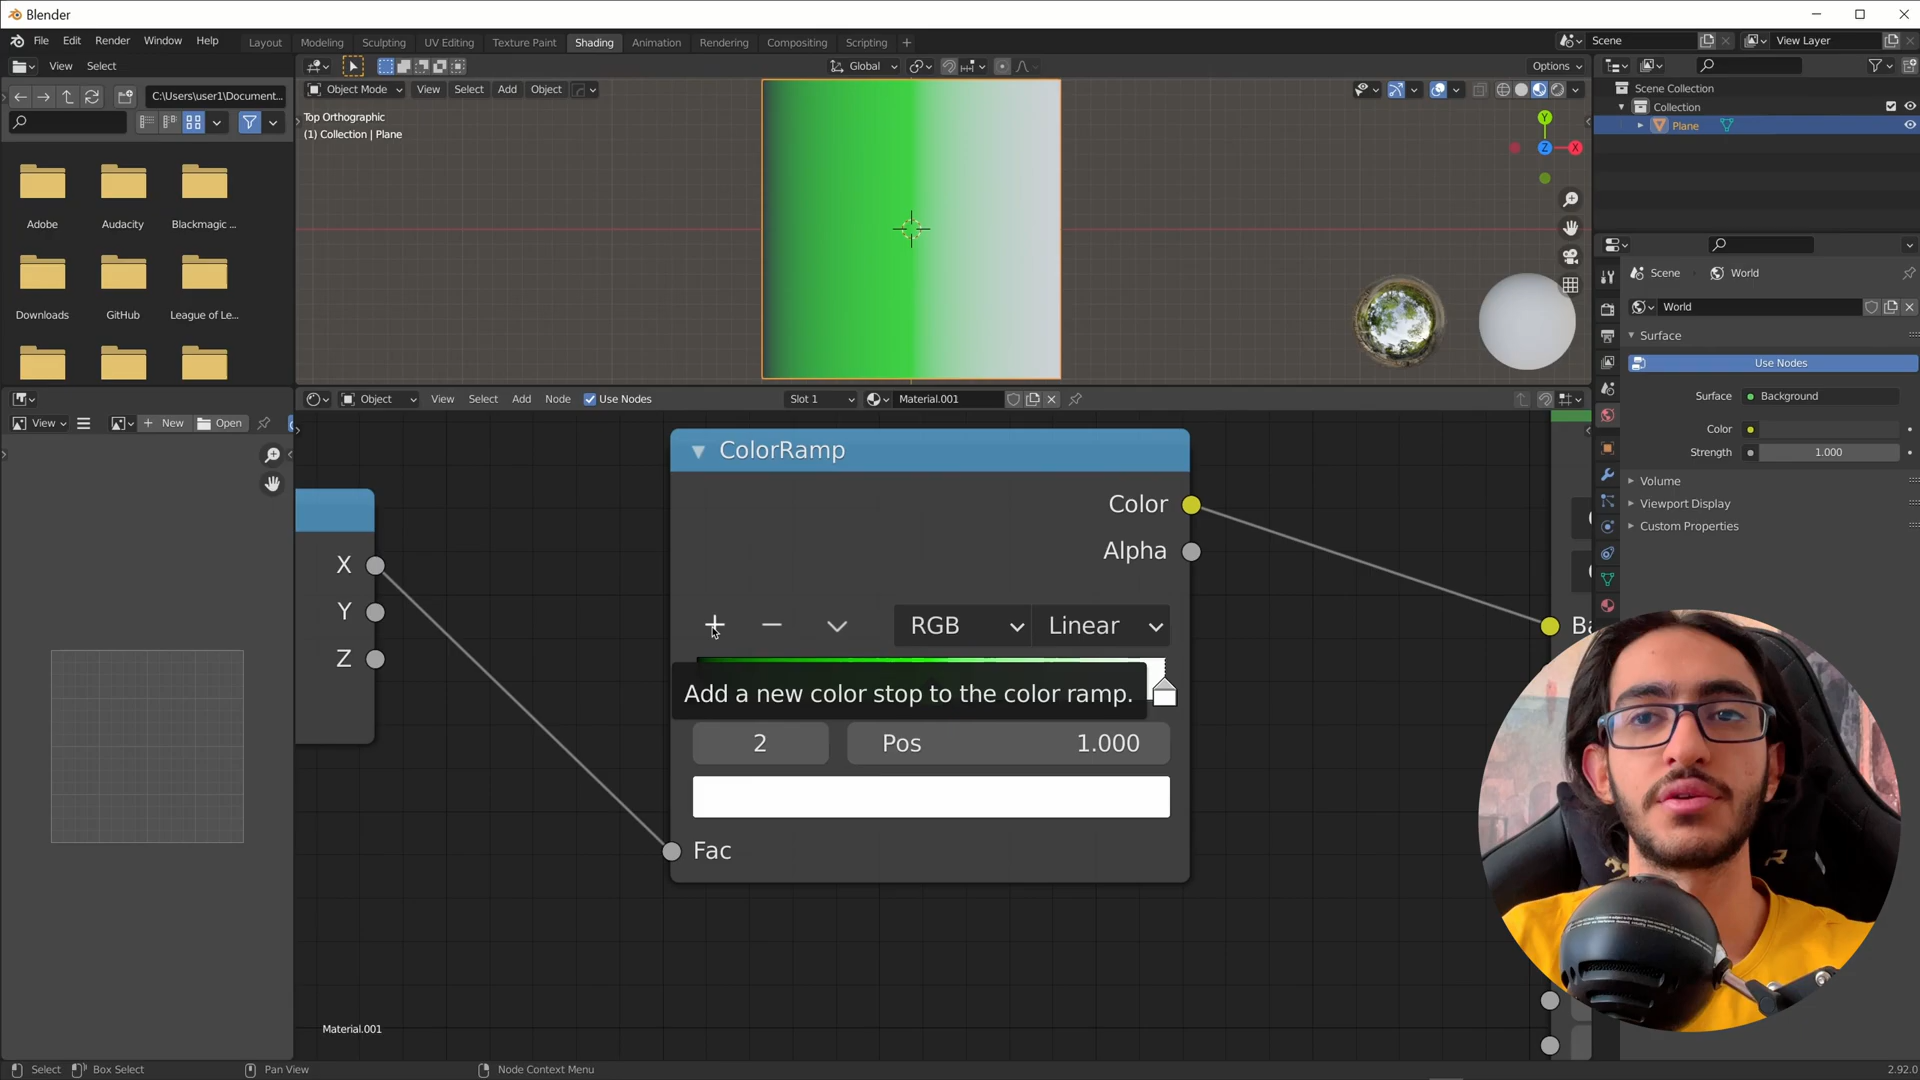 Blender
File Edit Render Window Help
Layout Modeling Sculpting UV Editing Texture Paint Shading Animation Rendering Compositing Scripting +
Scene
View Layer
View Select
Global
Options
C:\Users\user1\Document...
Object Mode View Select Add Object
Top Orthographic
(1) Collection | Plane
Scene Collection
Collection
Plane
Y
Z
X
Adobe Audacity Blackmagic ...
Downloads GitHub League of Le...
Scene World
World
Surface
Use Nodes
Surface Background
Color
Strength 1.000
Volume
Viewport Display
Custom Properties
View + New Open
Object View Select Add Node Use Nodes Slot 1 Material.001
ColorRamp
Color
Alpha
X
Y
Z
RGB Linear
Add a new color stop to the color ramp.
2 Pos 1.000
Fac
Material.001
Select Box Select Pan View Node Context Menu 2.92.0